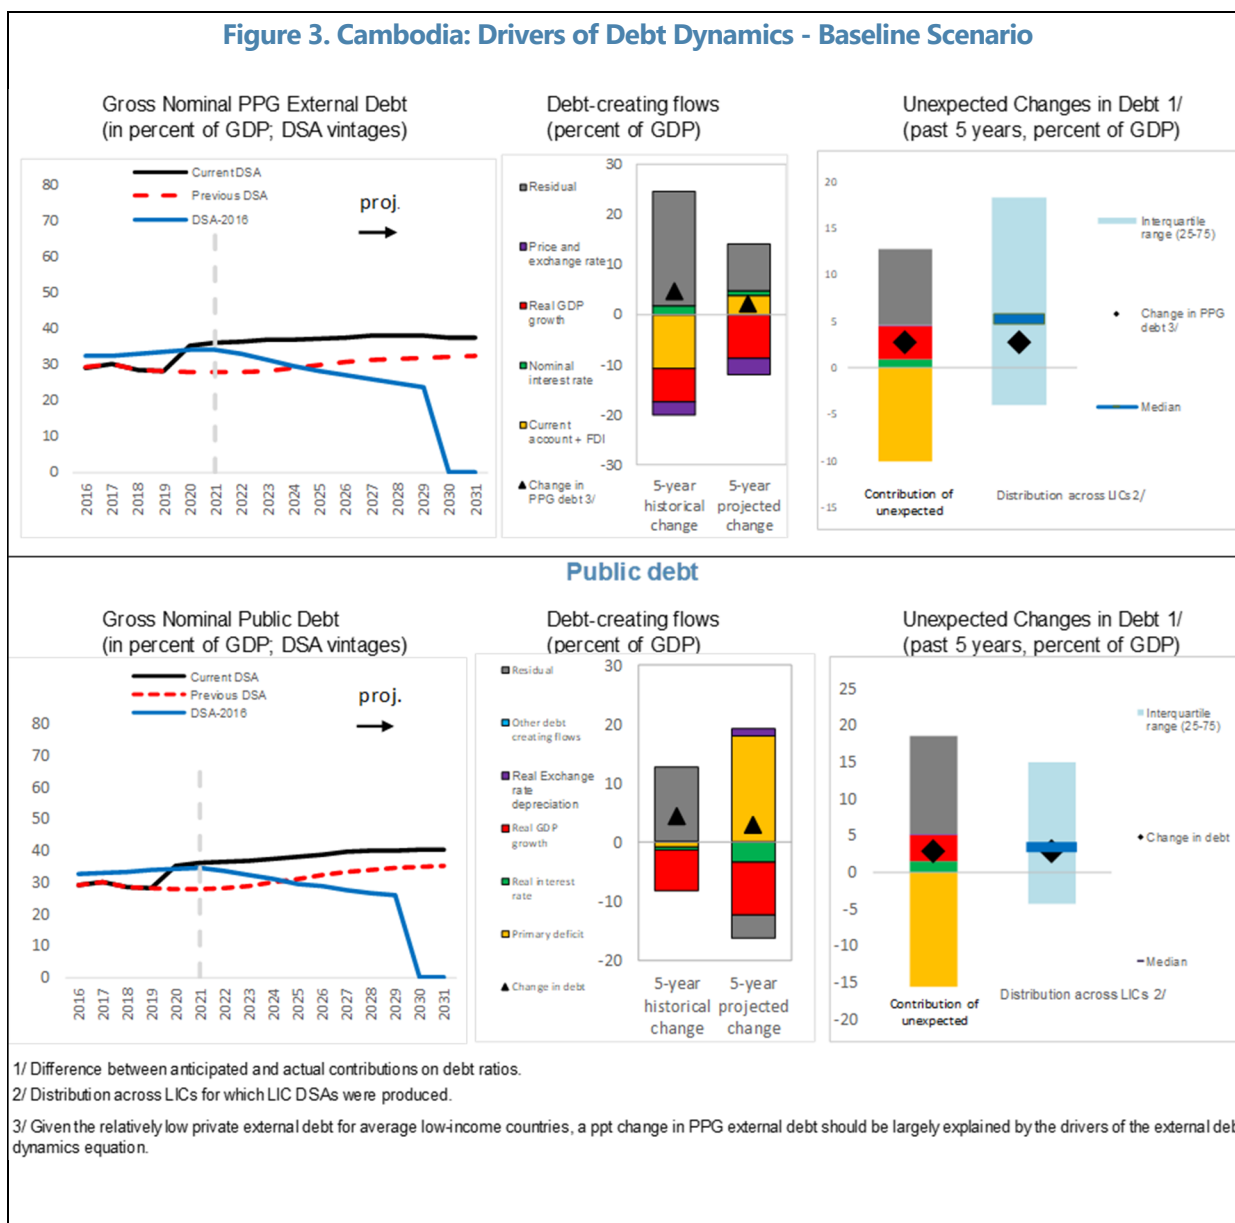 Figure 3. Cambodia: Drivers of Debt Dynamics - Baseline Scenario
Gross Nominal PPG External Debt
(in percent of GDP; DSA vintages)
Current DSA
Previous DSA
DSA-2016
proj.
80
70
60
50
40
30
20
10
0
2016
2017
2018
2019
2020
2021
2022
2023
2024
2025
2026
2027
2028
2029
2030
2031
Debt-creating flows
(percent of GDP)
Residual
Price and
exchange rate
Real GDP
growth
Nominal
interest rate
Current
account + FDI
Change in
PPG debt 3/
30
20
10
0
-10
-20
-30
5-year
historical
change
5-year
projected
change
Unexpected Changes in Debt 1/
(past 5 years, percent of GDP)
20
15
10
5
0
-5
-10
-15
Interquartile
range (25-75)
Change in PPG
debt 3/
Median
Contribution of
unexpected
Distribution across LICs 2/
Public debt
Gross Nominal Public Debt
(in percent of GDP; DSA vintages)
Current DSA
Previous DSA
DSA-2016
proj.
80
70
60
50
40
30
20
10
0
2016
2017
2018
2019
2020
2021
2022
2023
2024
2025
2026
2027
2028
2029
2030
2031
Debt-creating flows
(percent of GDP)
Residual
Other debt
creating flows
Real Exchange
rate
depreciation
Real GDP
growth
Real interest
rate
Primary deficit
Change in debt
30
20
10
0
-10
-20
5-year
historical
change
5-year
projected
change
Unexpected Changes in Debt 1/
(past 5 years, percent of GDP)
25
20
15
10
5
0
-5
-10
-15
-20
Interquartile
range (25-75)
Change in debt
Median
Contribution of
unexpected
Distribution across LICs 2/
1/ Difference between anticipated and actual contributions on debt ratios.
2/ Distribution across LICs for which LIC DSAs were produced.
3/ Given the relatively low private external debt for average low-income countries, a ppt change in PPG external debt should be largely explained by the drivers of the external deb
dynamics equation.